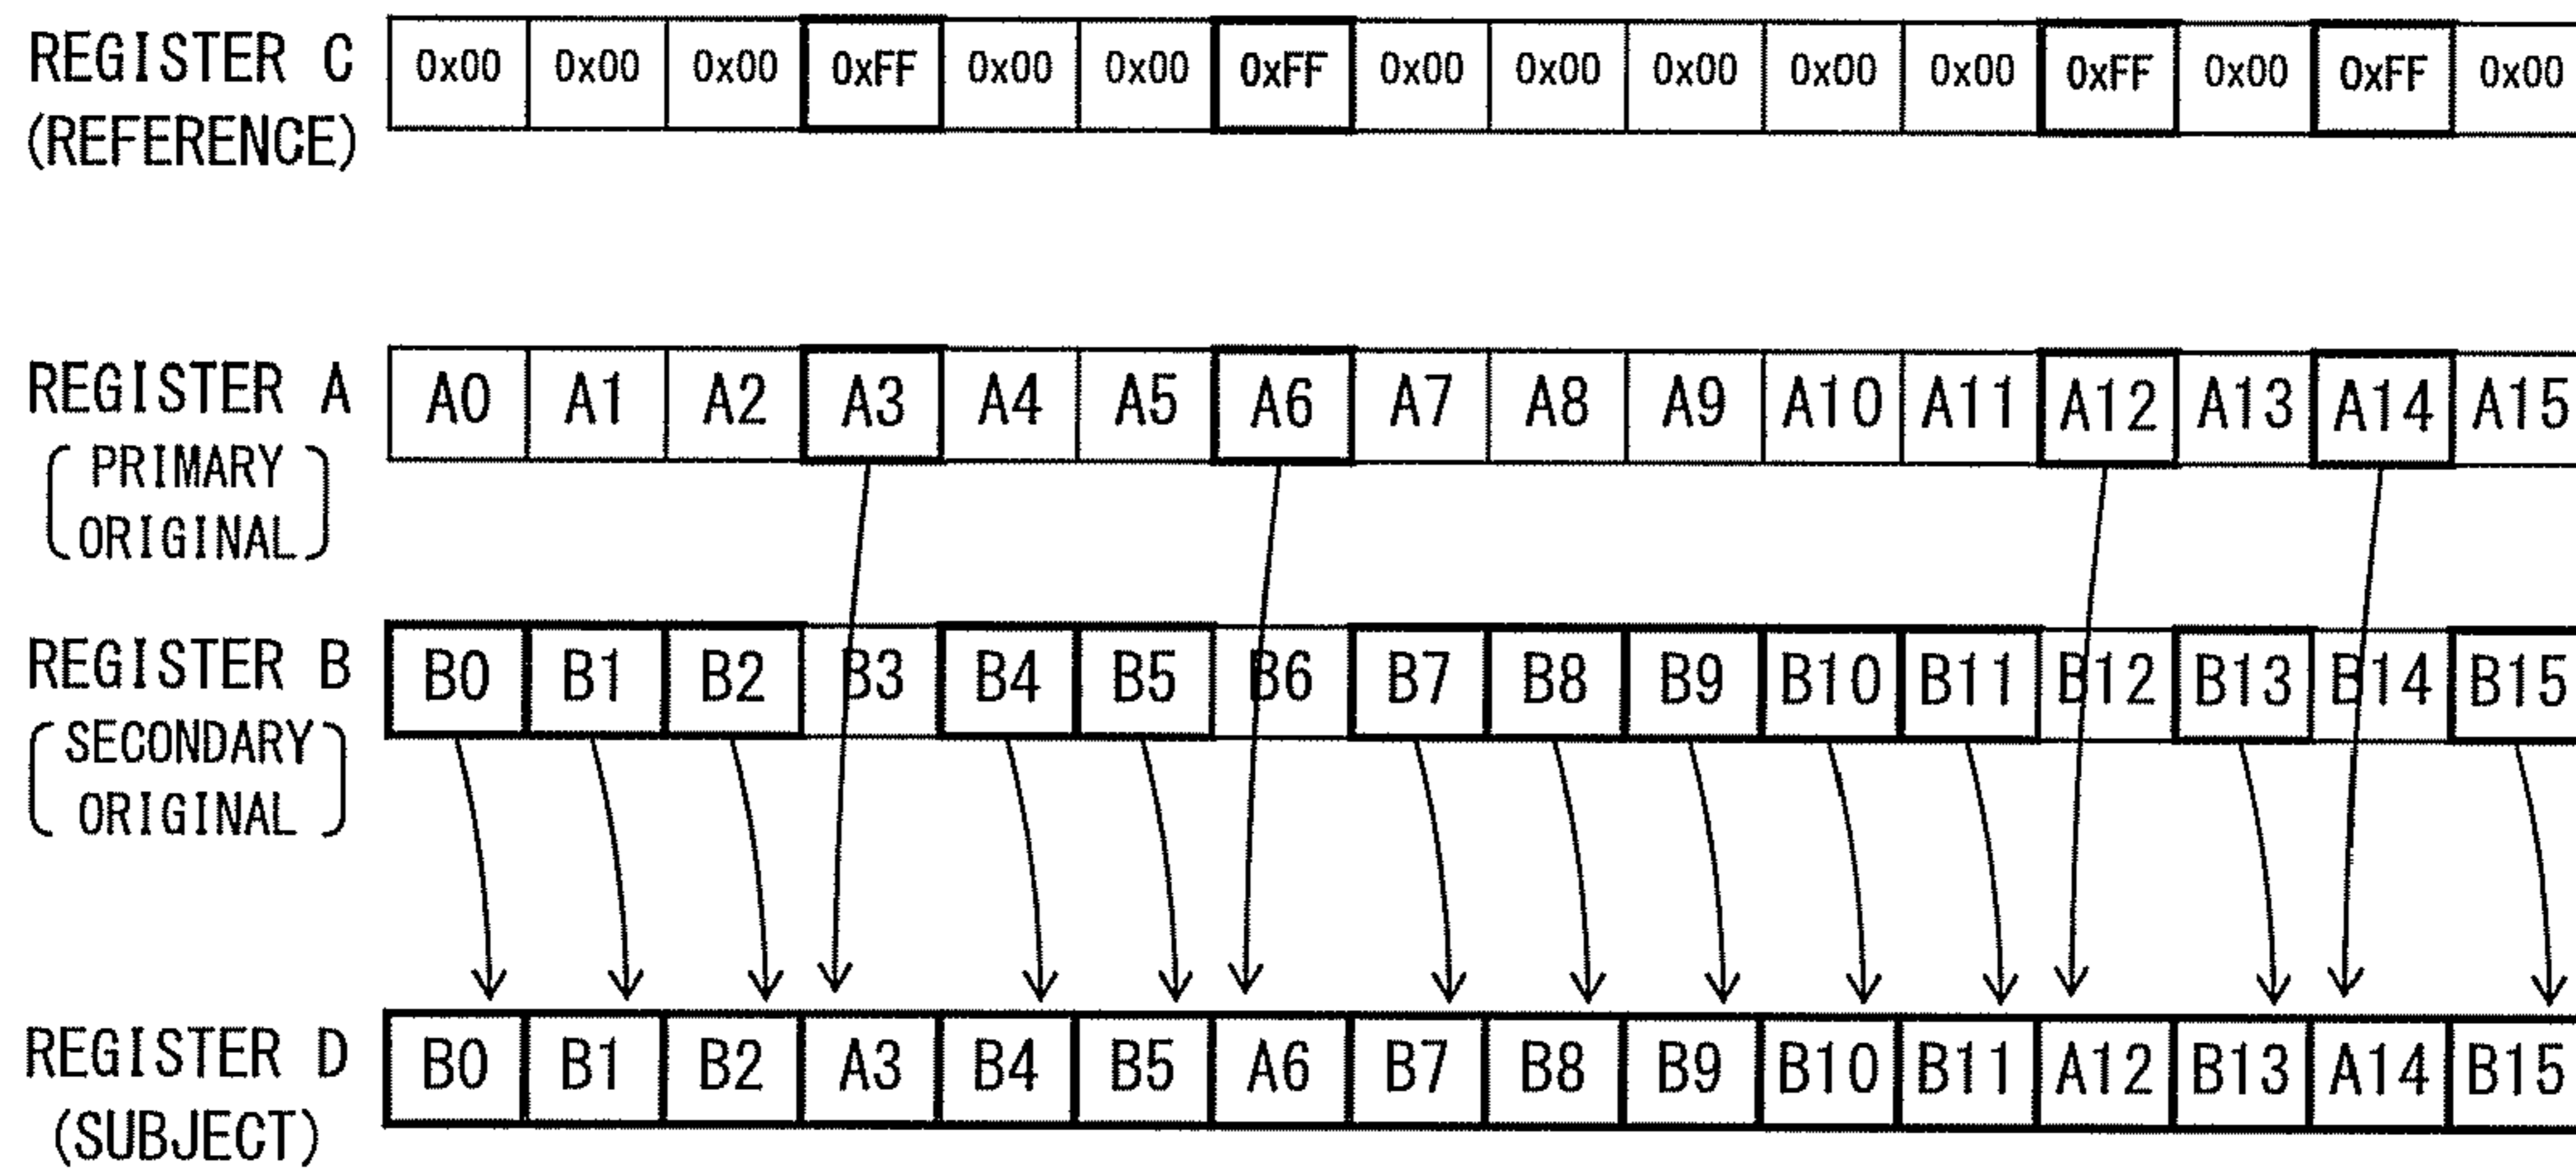 REGISTER C 0x00 0x00 0x00 0xFF 0x00 0x00 0xFF 0x00 0x00 0x00 0x00 0x00 0xFF 0x00 0xFF 0x00
(REFERENCE)
REGISTER A A0 A1 A2 A3 A4 A5 A6 A7 A8 A9 A10 A11 A12 A13 A14 A15
(PRIMARY
ORIGINAL)
REGISTER B B0 B1 B2 B3 B4 B5 B6 B7 B8 B9 B10 B11 B12 B13 B14 B15
(SECONDARY
ORIGINAL)
REGISTER D B0 B1 B2 A3 B4 B5 A6 B7 B8 B9 B10 B11 A12 B13 A14 B15
(SUBJECT)